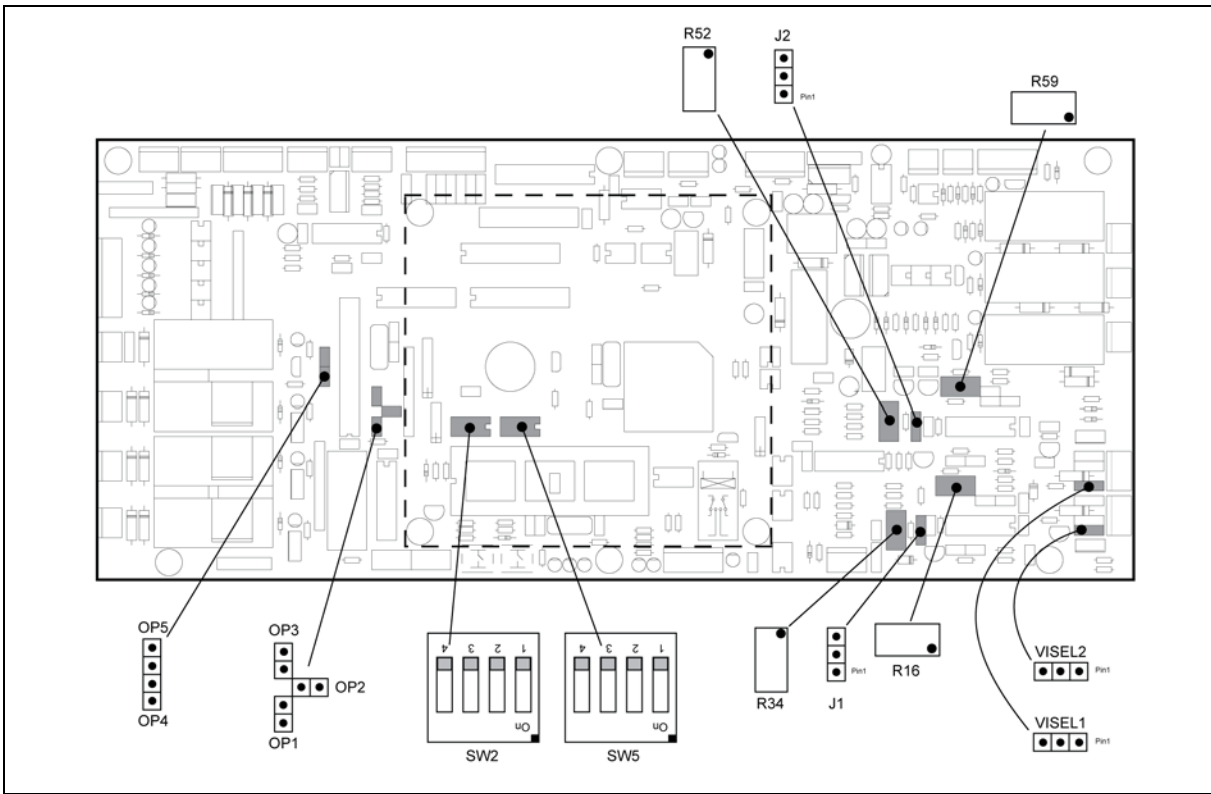 R52
J2
Pin1
R59
OP5
OP4
OP3
OP2
OP1
4 3 2 1
On
SW2
4 3 2 1
On
SW5
R34
J1
Pin1
R16
VISEL2
Pin1
VISEL1
Pin1